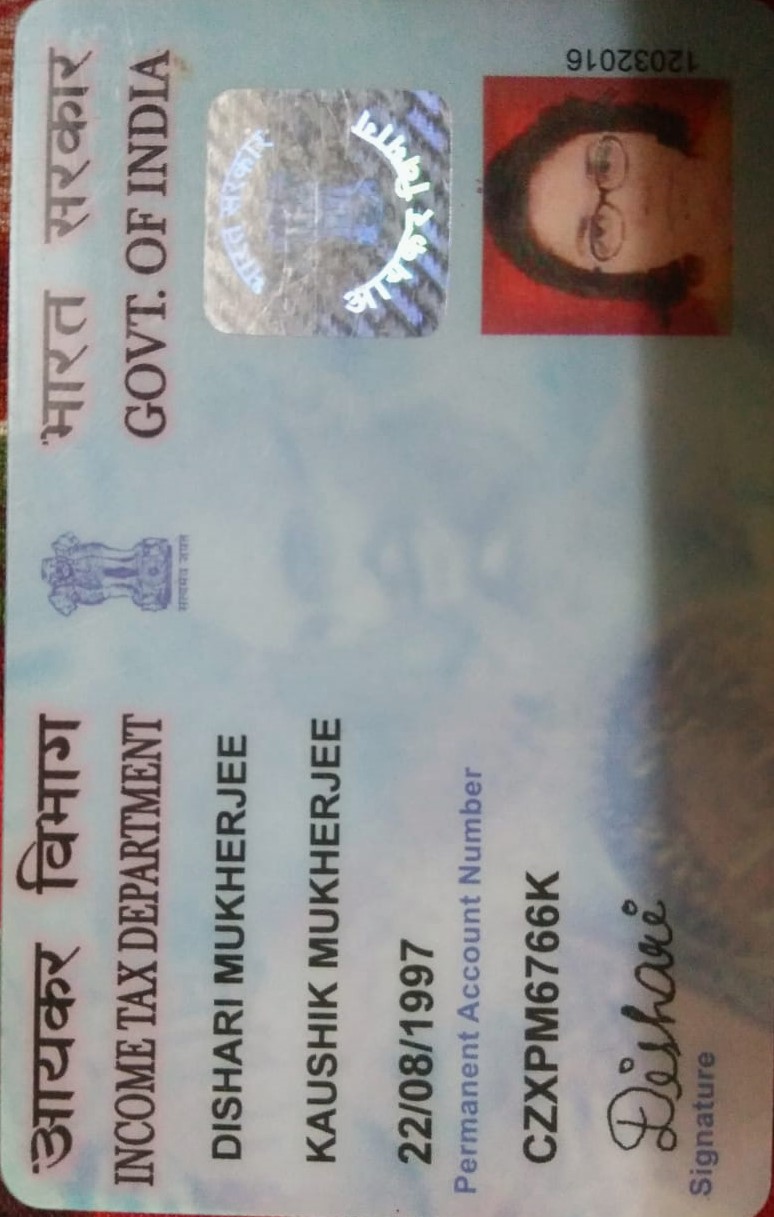 आयकर विभाग
भारत सरकार
INCOME TAX DEPARTMENT
GOVT. OF INDIA
सत्यमेव जयते
DISHARI MUKHERJEE
KAUSHIK MUKHERJEE
22/08/1997
Permanent Account Number
CZXPM6766K
Dishari
Signature
भारत सरकार
आयकर विभाग
12032016